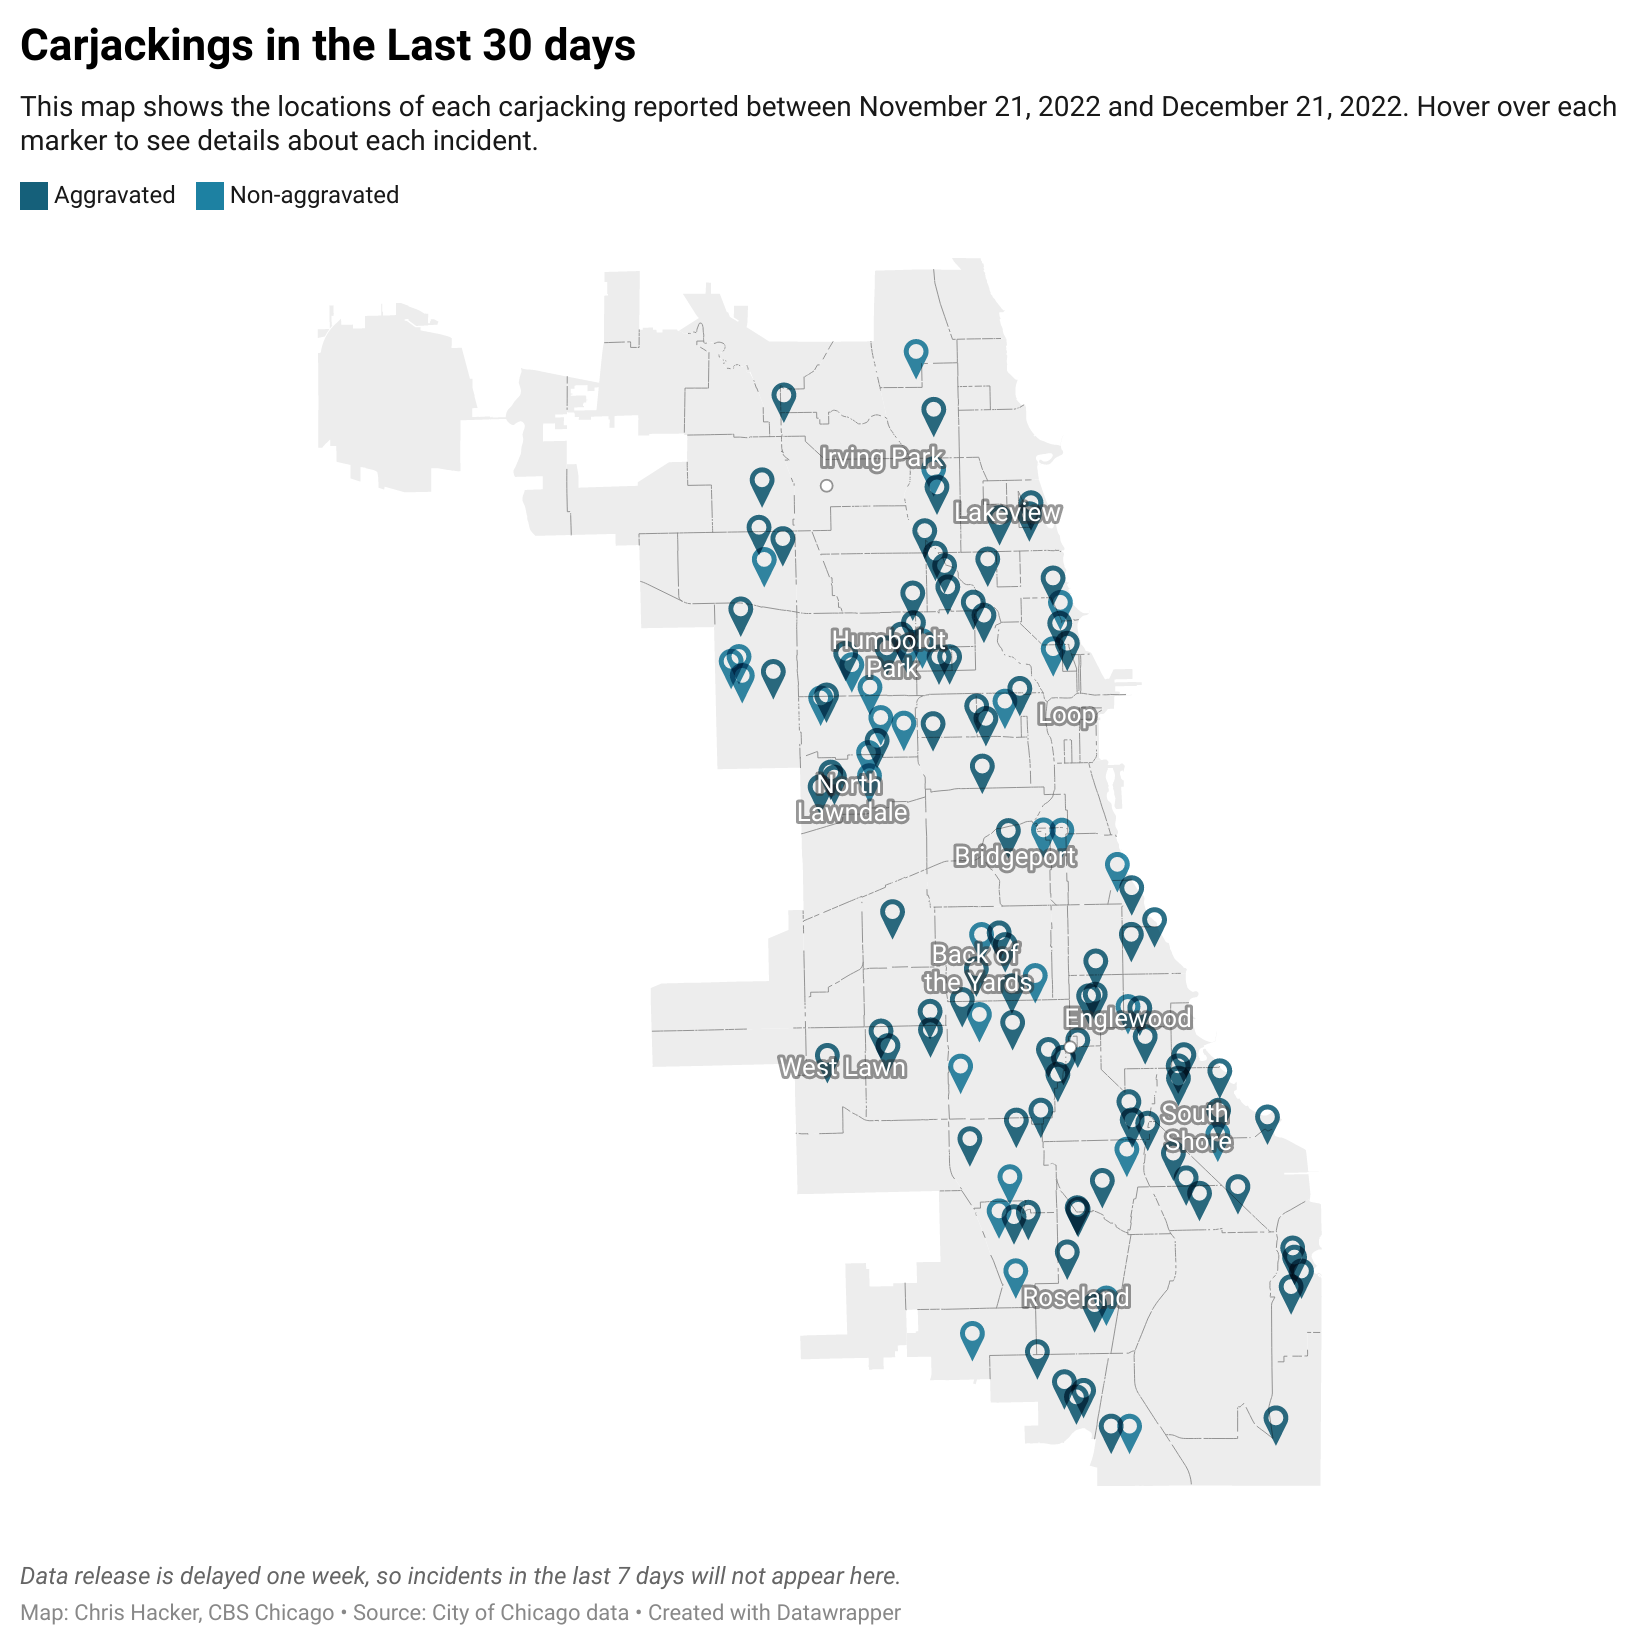 Carjackings in the Last 30 days
This map shows the locations of each carjacking reported between November 21, 2022 and December 21, 2022. Hover over each
marker to see details about each incident.
Aggravated Non-aggravated
Irving Park
Lakeview
Humboldt
Park
Loop
North
Lawndale
Bridgeport
Back of
the Yards
Englewood
West Lawn
South
Shore
Roseland
Data release is delayed one week, so incidents in the last 7 days will not appear here.
Map: Chris Hacker, CBS Chicago • Source: City of Chicago data • Created with Datawrapper